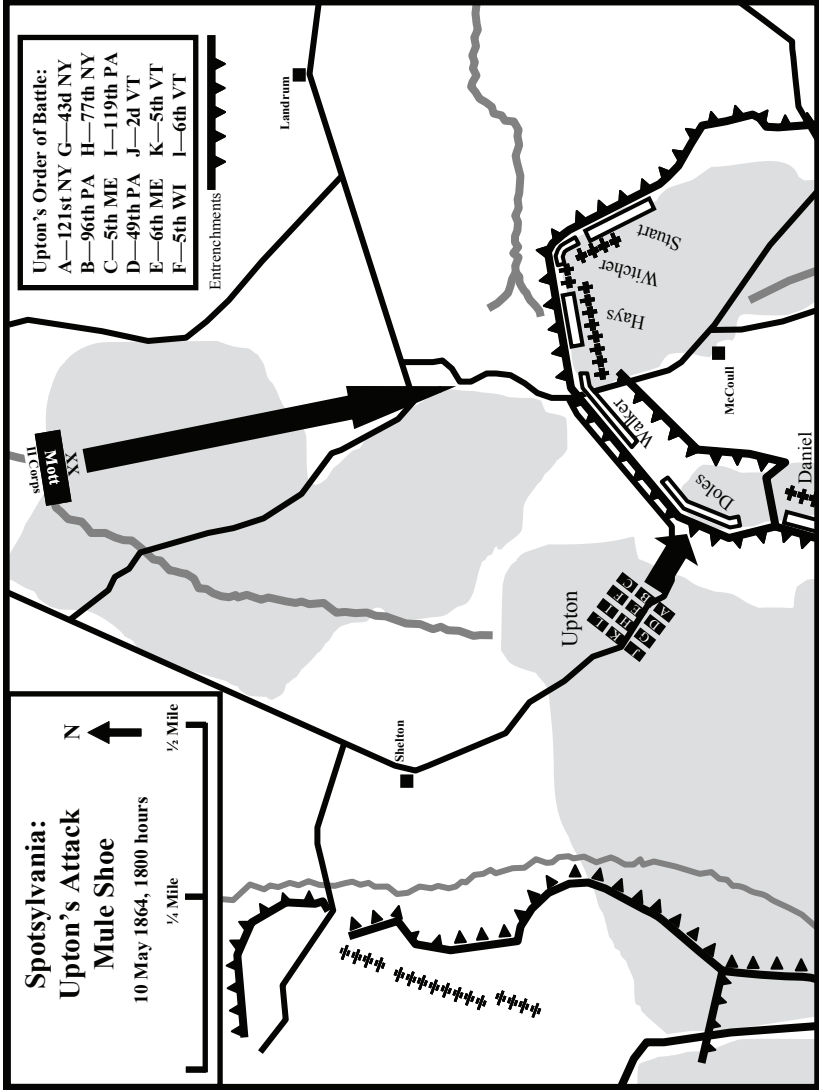 Spotsylvania:
Upton's Attack
Mule Shoe
10 May 1864, 1800 hours
N
¼ Mile
½ Mile
Upton's Order of Battle:
A—121st NY G—43d NY
B—96th PA H—77th NY
C—5th ME I—119th PA
D—49th PA J—2d VT
E—6th ME K—5th VT
F—5th WI l—6th VT
Entrenchments
Landrum
XX
Mott
II Corps
Shelton
Upton
L I F C
K H E B
J G D A
Stuart
Witcher
Hays
Walker
Doles
McCoull
Daniel